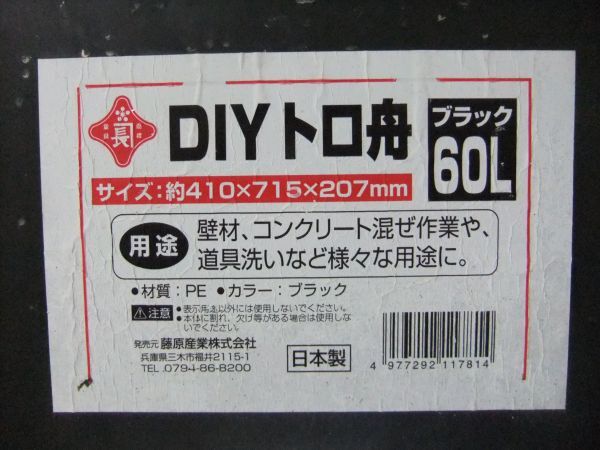 長
DIYトロ舟
ブラック
60L
サイズ:約410×715×207mm
用途
壁材、コンクリート混ぜ作業や、
道具洗いなど様々な用途に。
●材質:PE ●カラー:ブラック
⚠注意
●表示用途以外には使用しないでください。
●本体に割れ、欠け等がある場合は使用しな
いでください。
発売元 藤原産業株式会社
兵庫県三木市福井2115-1
TEL.0794-86-8200
日本製
4 977292 117814